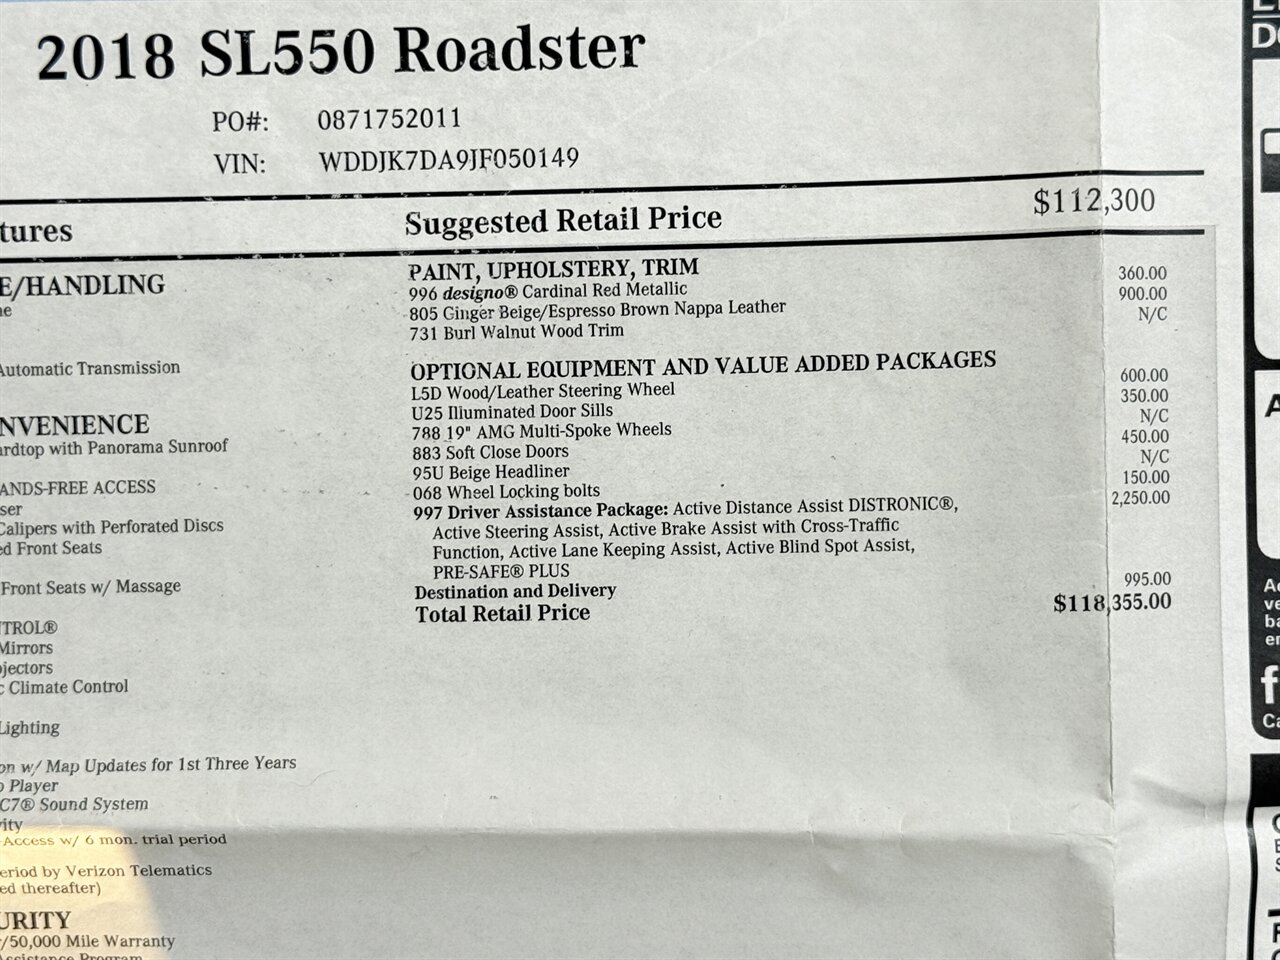 2018 SL550 Roadster
PO#: 0871752011
VIN: WDDJK7DA9JF050149
tures Suggested Retail Price $112,300
E/HANDLING
Automatic Transmission
NVENIENCE
ardtop with Panorama Sunroof
ANDS-FREE ACCESS
ser
Calipers with Perforated Discs
ed Front Seats
Front Seats w/ Massage
TROL®
Mirrors
ojectors
c Climate Control
Lighting
on w/ Map Updates for 1st Three Years
o Player
C7® Sound System
ity
Access w/ 6 mon. trial period
eriod by Verizon Telematics
ed thereafter)
URITY
/50,000 Mile Warranty
Assistance Program
PAINT, UPHOLSTERY, TRIM
996 designo® Cardinal Red Metallic 360.00
805 Ginger Beige/Espresso Brown Nappa Leather 900.00
731 Burl Walnut Wood Trim N/C
OPTIONAL EQUIPMENT AND VALUE ADDED PACKAGES
L5D Wood/Leather Steering Wheel 600.00
U25 Illuminated Door Sills 350.00
788 19" AMG Multi-Spoke Wheels N/C
883 Soft Close Doors 450.00
95U Beige Headliner N/C
068 Wheel Locking bolts 150.00
997 Driver Assistance Package: Active Distance Assist DISTRONIC®, 2,250.00
Active Steering Assist, Active Brake Assist with Cross-Traffic
Function, Active Lane Keeping Assist, Active Blind Spot Assist,
PRE-SAFE® PLUS
Destination and Delivery 995.00
Total Retail Price $118,355.00